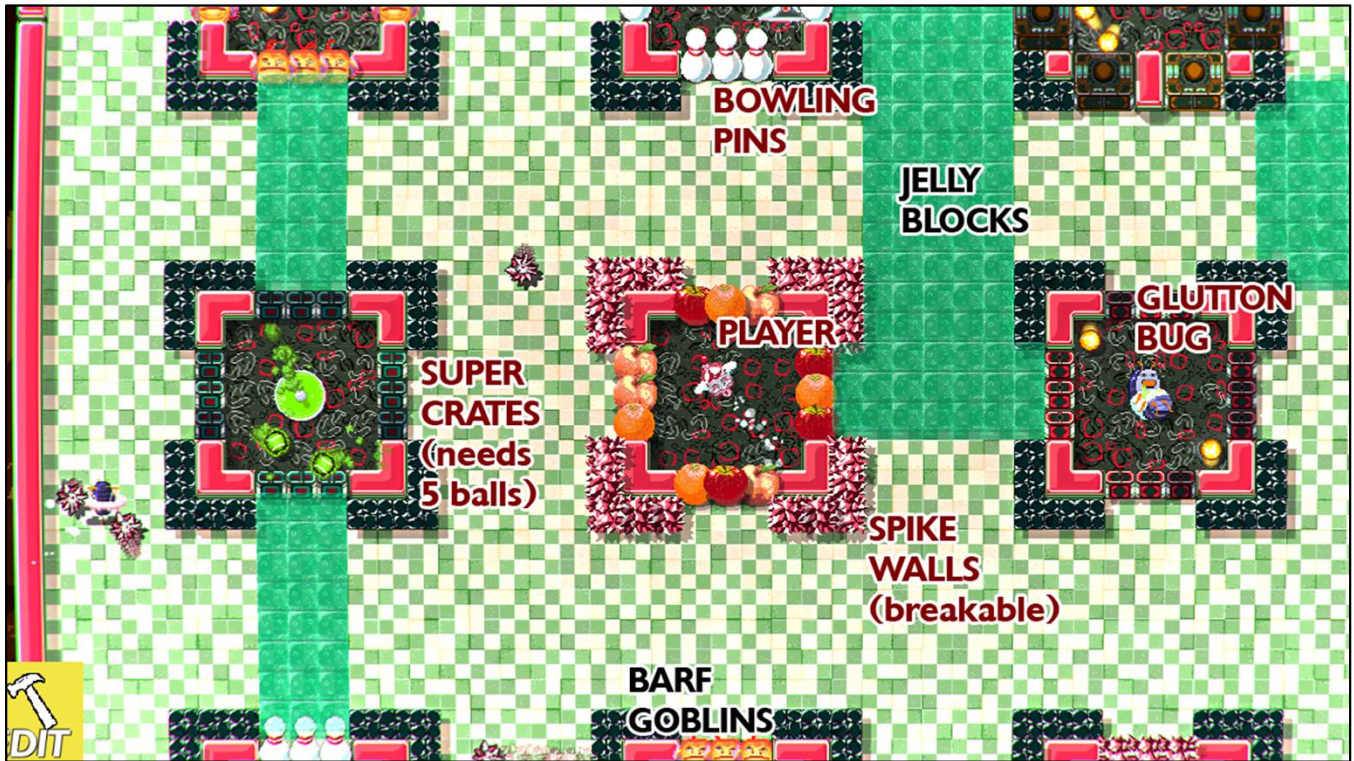 BOWLING
PINS
JELLY
BLOCKS
GLUTTON
BUG
PLAYER
SUPER
CRATES
(needs
5 balls)
SPIKE
WALLS
(breakable)
BARF
GOBLINS
DIT